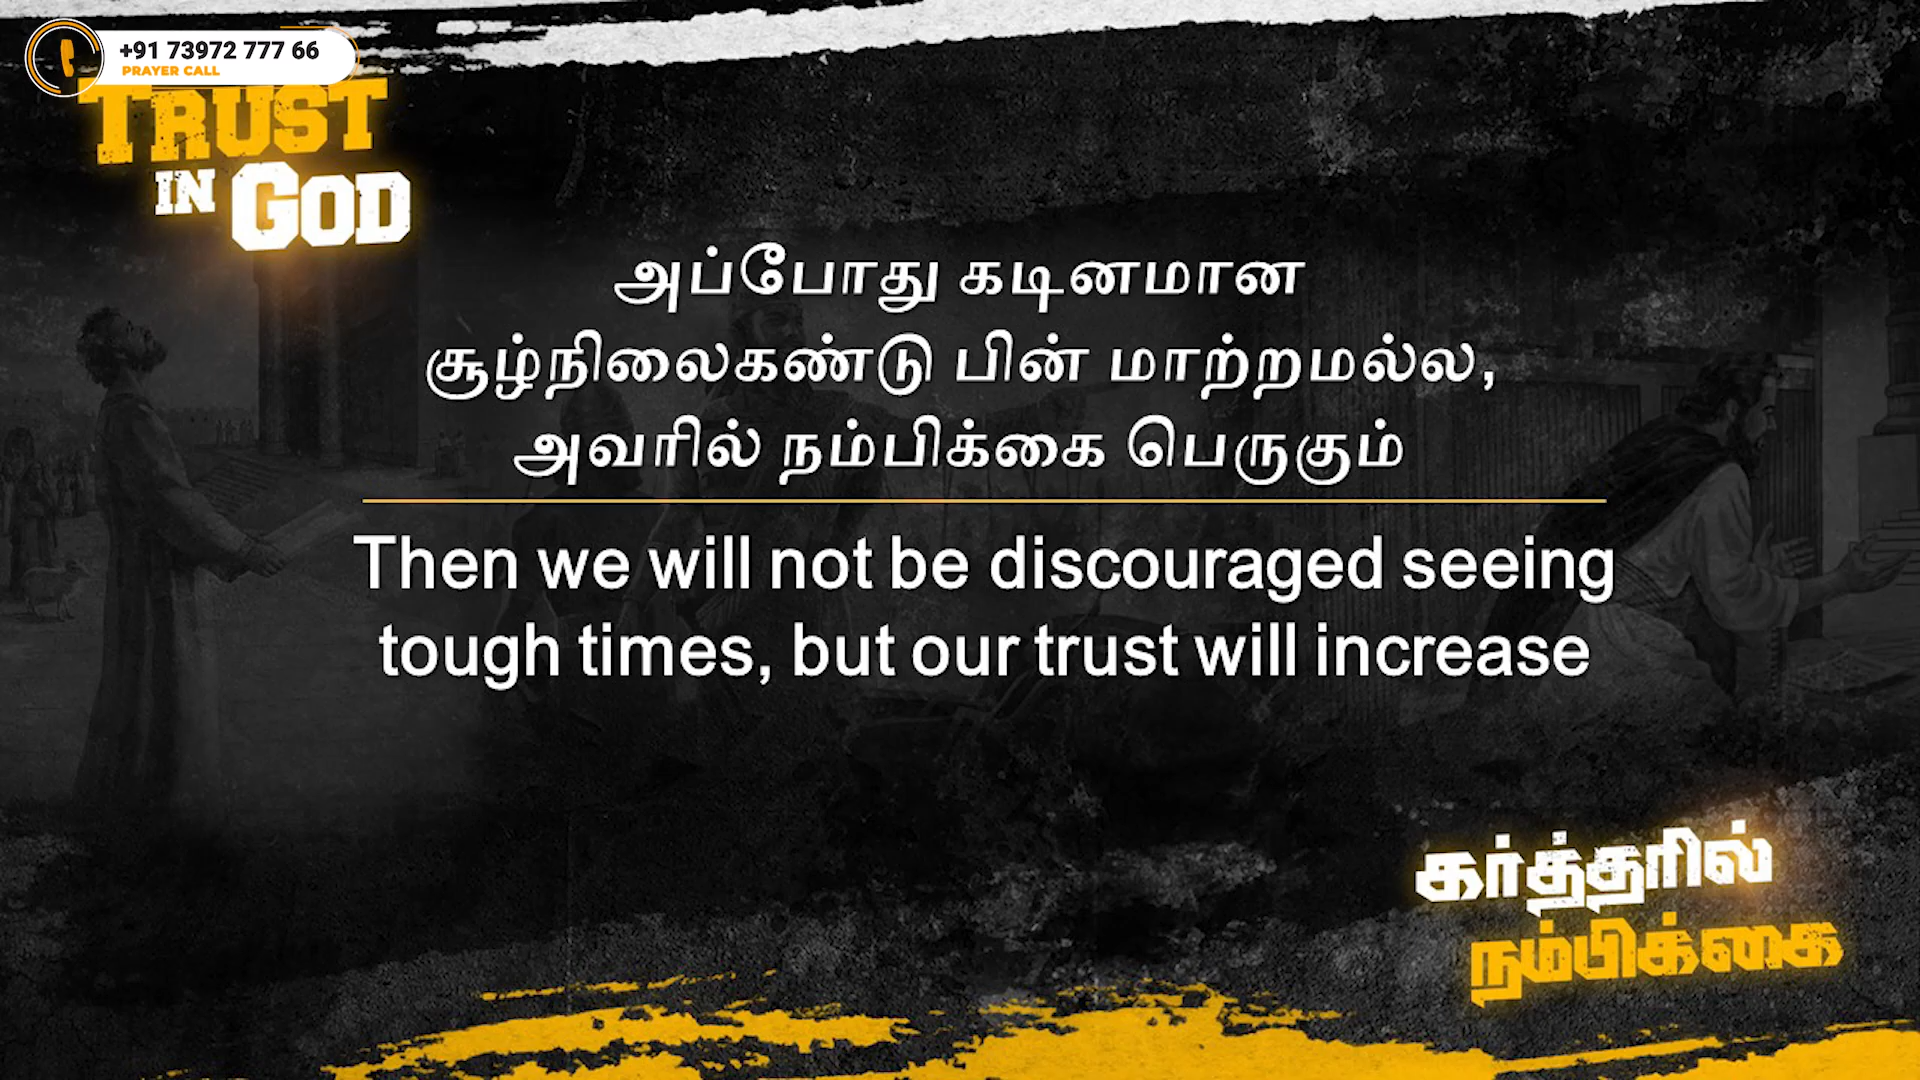 +91 73972 777 66
PRAYER CALL
TRUST
IN GOD
அப்போது கடினமான
சூழ்நிலைகண்டு பின் மாற்றமல்ல,
அவரில் நம்பிக்கை பெருகும்
Then we will not be discouraged seeing
tough times, but our trust will increase
கர்த்தரில்
நம்பிக்கை